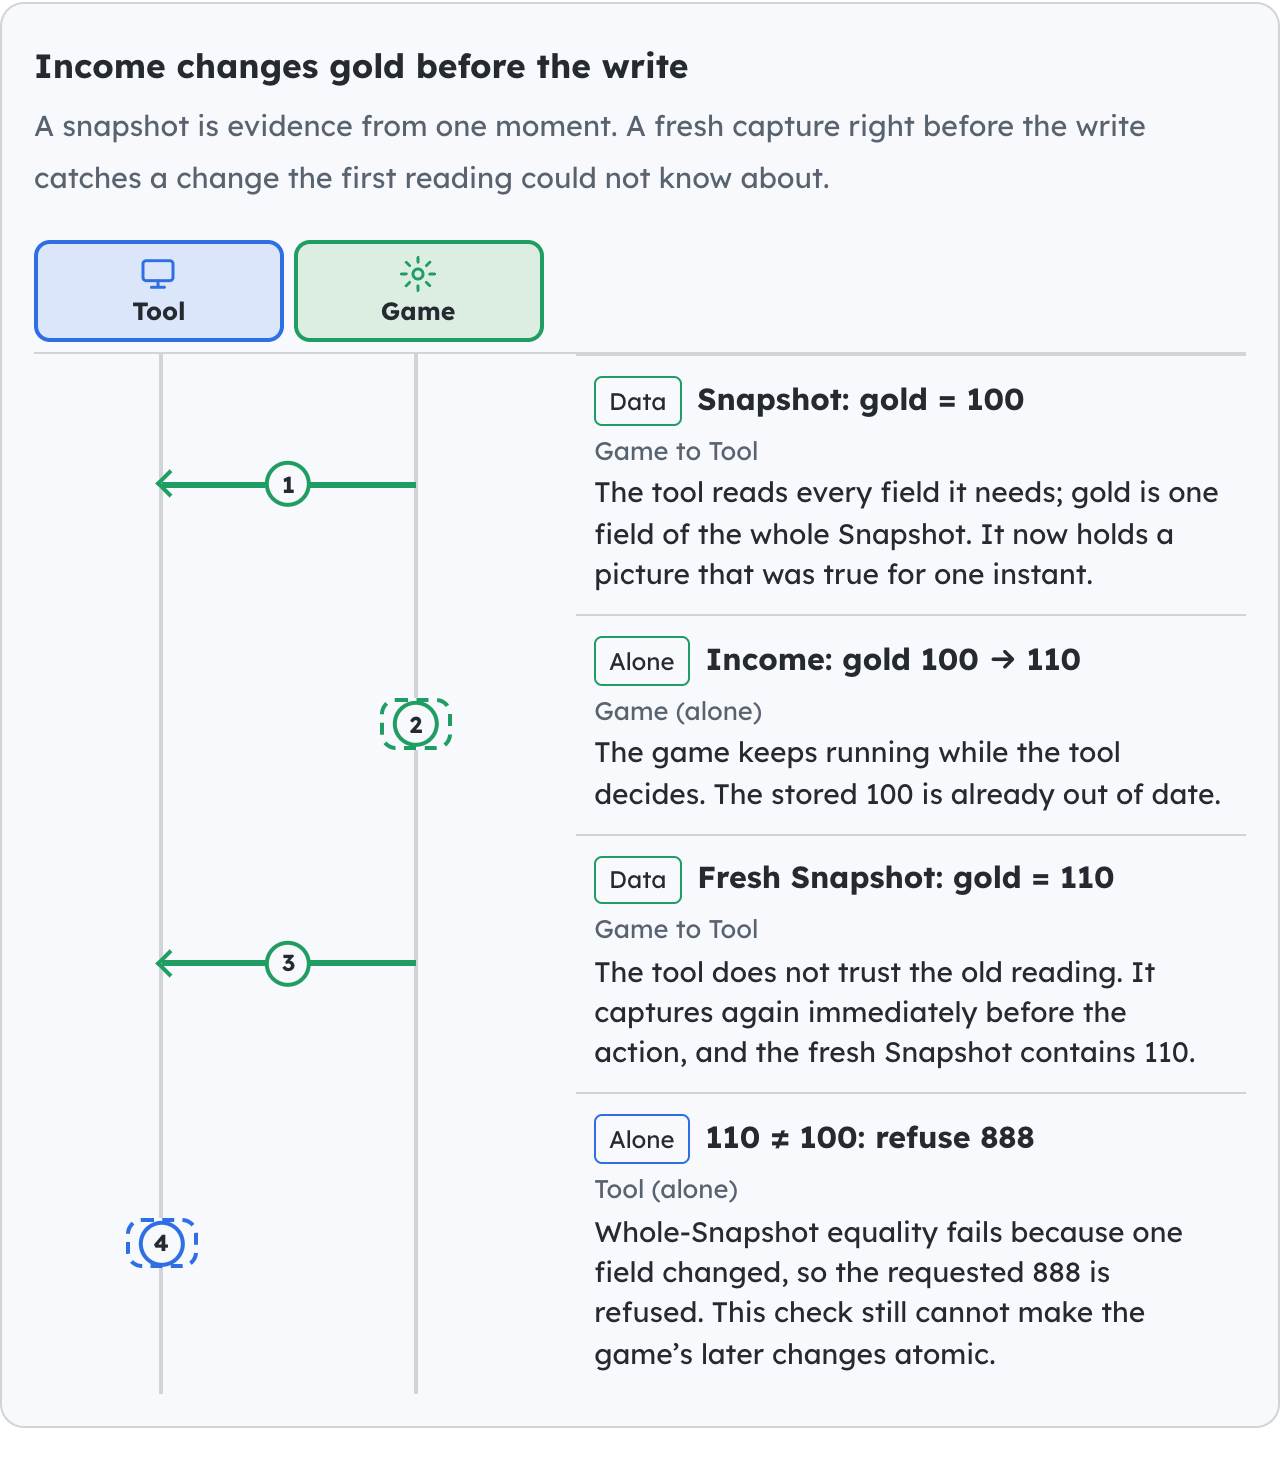 Income changes gold before the write
A snapshot is evidence from one moment. A fresh capture right before the write
catches a change the first reading could not know about.
Tool
Game
Data Snapshot: gold = 100
Game to Tool
1
The tool reads every field it needs; gold is one
field of the whole Snapshot. It now holds a
picture that was true for one instant.
Alone Income: gold 100 → 110
Game (alone)
2
The game keeps running while the tool
decides. The stored 100 is already out of date.
Data Fresh Snapshot: gold = 110
Game to Tool
3
The tool does not trust the old reading. It
captures again immediately before the
action, and the fresh Snapshot contains 110.
Alone 110 ≠ 100: refuse 888
Tool (alone)
4
Whole-Snapshot equality fails because one
field changed, so the requested 888 is
refused. This check still cannot make the
game’s later changes atomic.